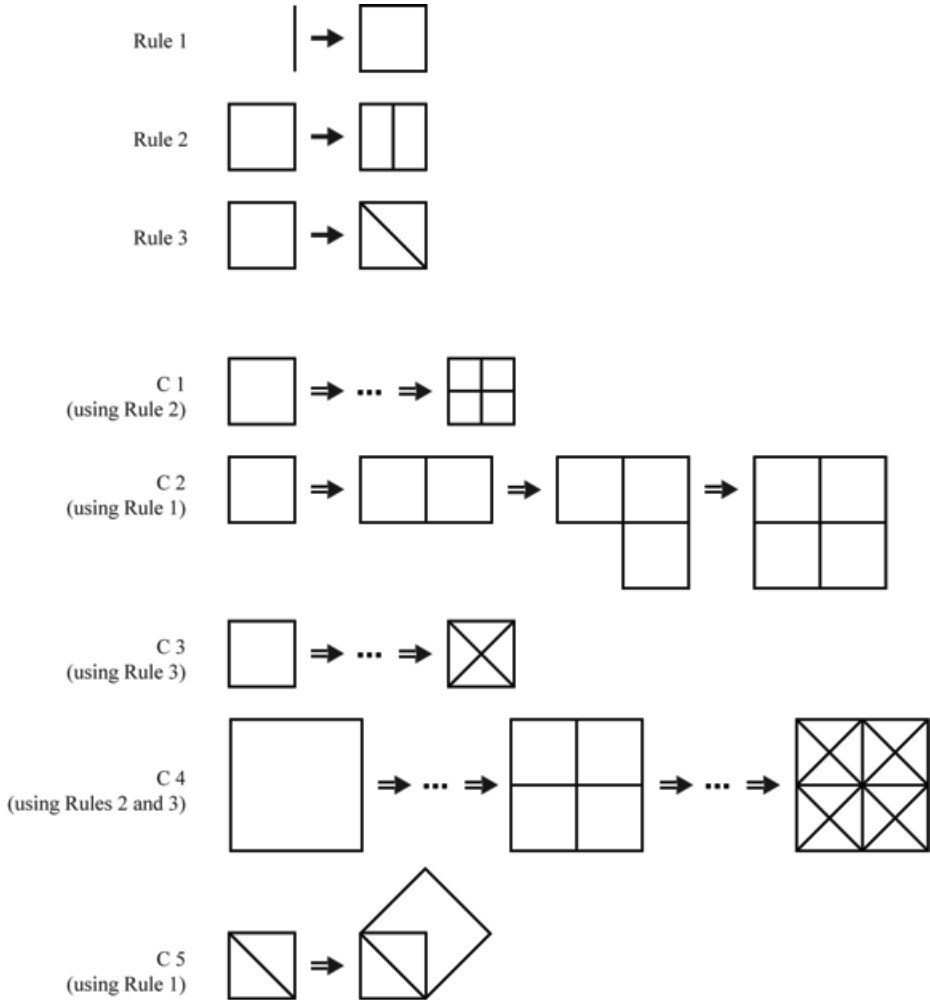 Rule 1
Rule 2
Rule 3
C 1
(using Rule 2)
C 2
(using Rule 1)
C 3
(using Rule 3)
C 4
(using Rules 2 and 3)
C 5
(using Rule 1)